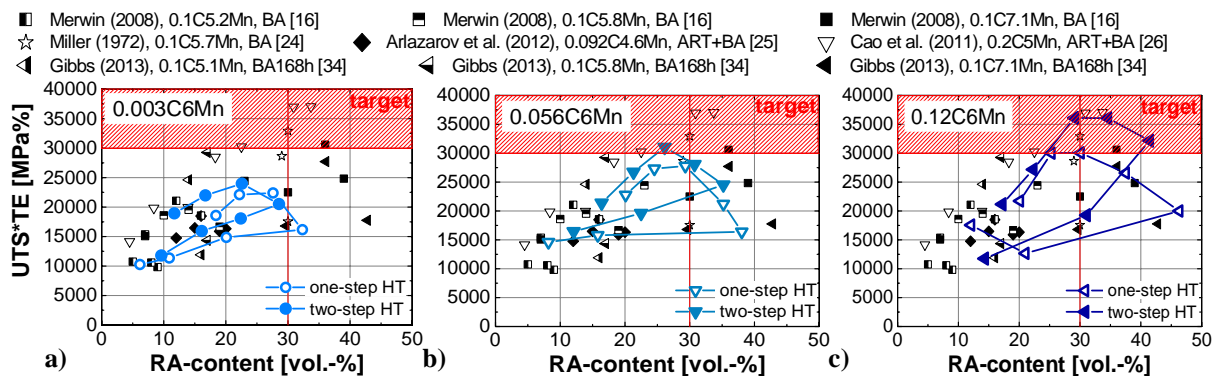 Merwin (2008), 0.1C5.2Mn, BA [16] Merwin (2008), 0.1C5.8Mn, BA [16] Merwin (2008), 0.1C7.1Mn, BA [16]
Miller (1972), 0.1C5.7Mn, BA [24] Arlazarov et al. (2012), 0.092C4.6Mn, ART+BA [25] Cao et al. (2011), 0.2C5Mn, ART+BA [26]
Gibbs (2013), 0.1C5.1Mn, BA168h [34] Gibbs (2013), 0.1C5.8Mn, BA168h [34] Gibbs (2013), 0.1C7.1Mn, BA168h [34]
UTS*TE [MPa%]
40000
35000
30000
25000
20000
15000
10000
5000
0
0.003C6Mn
target
one-step HT
two-step HT
0 10 20 30 40 50
a) RA-content [vol.-%]
40000
35000
30000
25000
20000
15000
10000
5000
0
0.056C6Mn
target
one-step HT
two-step HT
0 10 20 30 40 50
b) RA-content [vol.-%]
40000
35000
30000
25000
20000
15000
10000
5000
0
0.12C6Mn
target
one-step HT
two-step HT
0 10 20 30 40 50
c) RA-content [vol.-%]